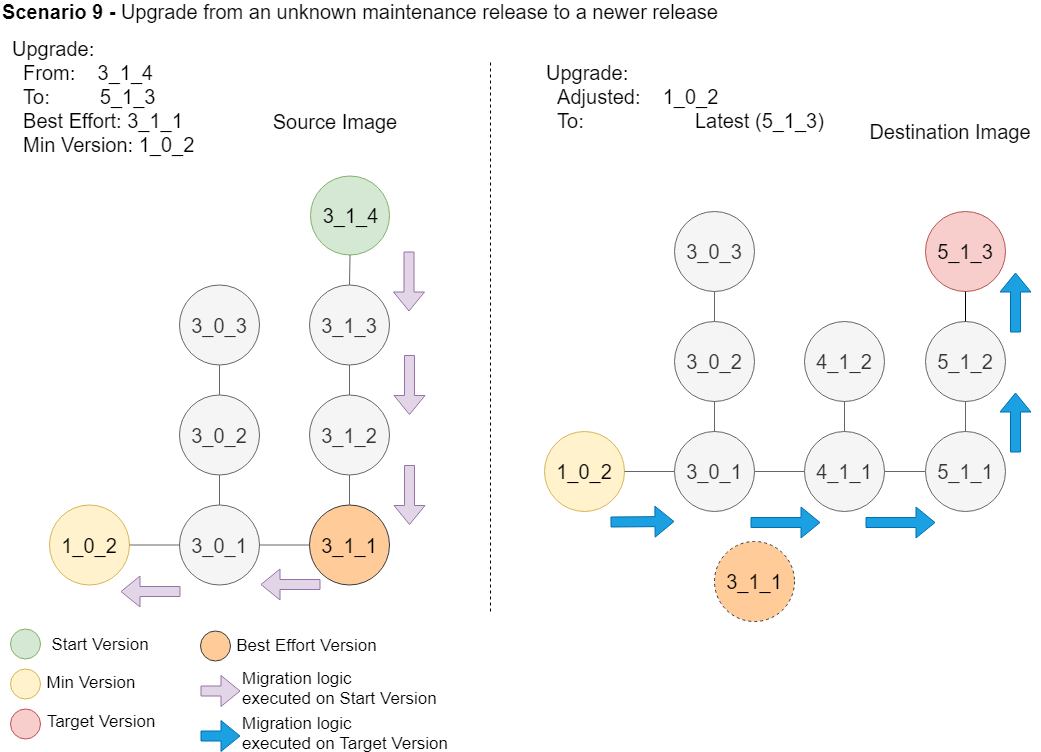 Scenario 9 - Upgrade from an unknown maintenance release to a newer release
Upgrade:
From: 3_1_4
To: 5_1_3
Best Effort: 3_1_1
Min Version: 1_0_2
Source Image
3_1_4
3_0_3
3_1_3
3_0_2
3_1_2
1_0_2
3_0_1
3_1_1
Upgrade:
Adjusted: 1_0_2
To: Latest (5_1_3)
Destination Image
3_0_3
5_1_3
3_0_2
4_1_2
5_1_2
1_0_2
3_0_1
4_1_1
5_1_1
3_1_1
Start Version
Min Version
Target Version
Best Effort Version
Migration logic
executed on Start Version
Migration logic
executed on Target Version